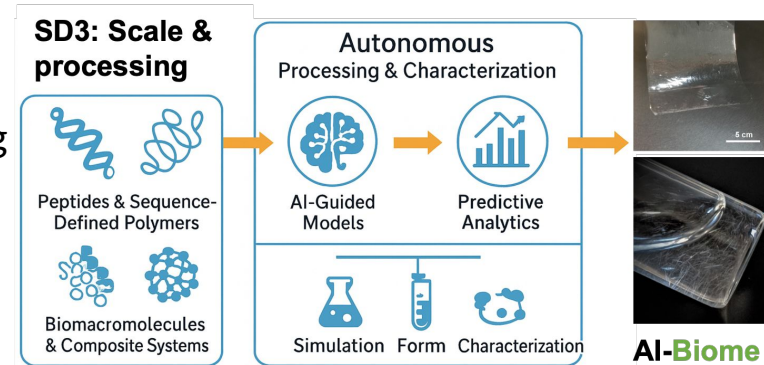 SD3: Scale &
processing
g
Peptides & Sequence-
Defined Polymers
Biomacromolecules
& Composite Systems
Autonomous
Processing & Characterization
AI-Guided
Models
Predictive
Analytics
Simulation Formm Characterization
5 cm
AI-Biome